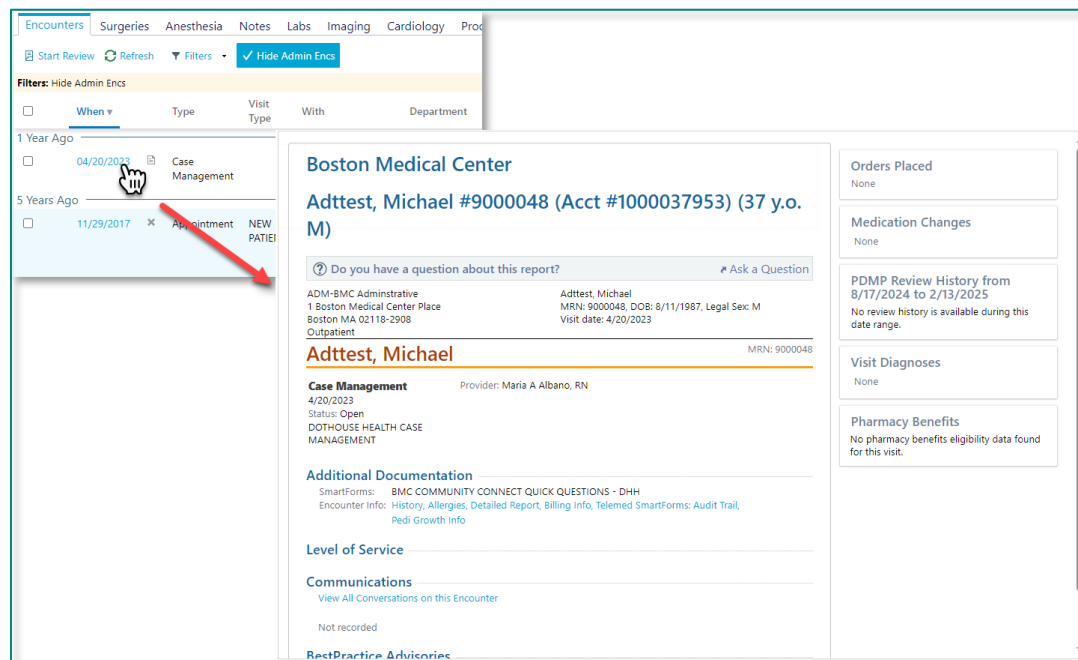 Encounters Surgeries Anesthesia Notes Labs Imaging Cardiology
Start Review Refresh Filters Hide Admin Encs
Filters: Hide Admin Encs
When Type Visit Type With Department
1 Year Ago
04/20/2023 Case Management
5 Years Ago
11/29/2017 Appointment NEW
Boston Medical Center
Adttest, Michael #9000048 (Acct #1000037953) (37 y.o.
M)
Do you have a question about this report? Ask a Question
ADM-BMC Adminstrative
1 Boston Medical Center Place
Boston MA 02118-2908
Outpatient
Adttest, Michael
MRN: 9000048, DOB: 8/11/1987, Legal Sex: M
Visit date: 4/20/2023
Adttest, Michael MRN: 9000048
Case Management Provider: Maria A Albano, RN
4/20/2023
Status: Open
DOTHOUSE HEALTH CASE
MANAGEMENT
Additional Documentation
SmartForms: BMC COMMUNITY CONNECT QUICK QUESTIONS - DHH
Encounter Info: History, Allergies, Detailed Report, Billing Info, Telemed SmartForms: Audit Trail,
Pedi Growth Info
Level of Service
Communications
View All Conversations on this Encounter
Not recorded
BestPractice Advisories
Orders Placed
None
Medication Changes
None
PDMP Review History from
8/17/2024 to 2/13/2025
No review history is available during this
date range.
Visit Diagnoses
None
Pharmacy Benefits
No pharmacy benefits eligibility data found
for this visit.